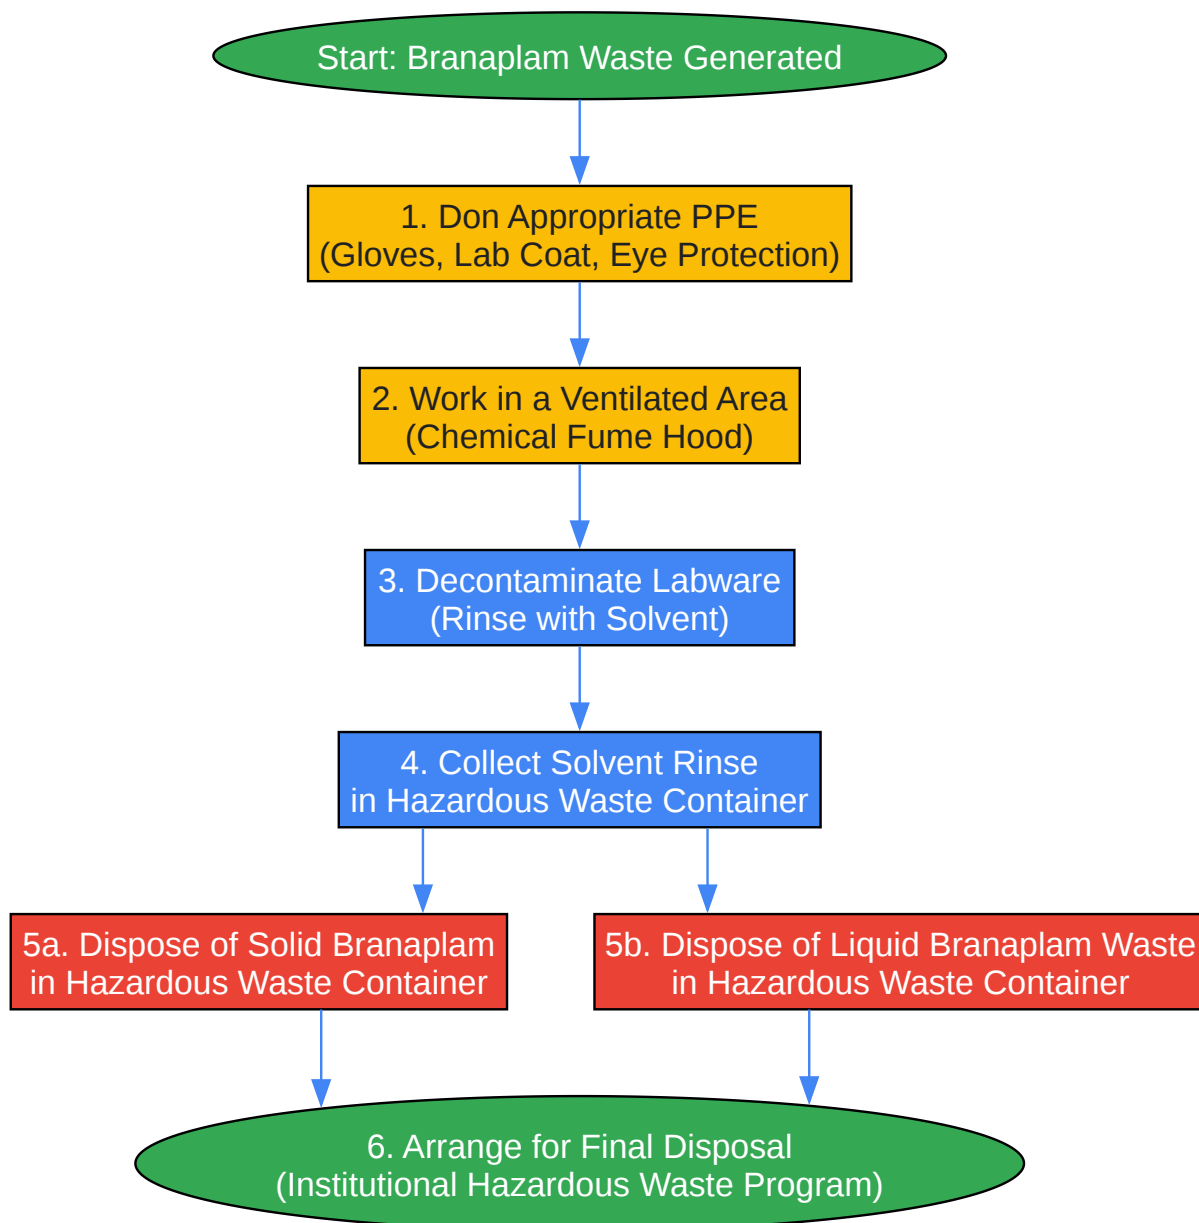 Start: Branaplam Waste Generated
1. Don Appropriate PPE
(Gloves, Lab Coat, Eye Protection)
2. Work in a Ventilated Area
(Chemical Fume Hood)
3. Decontaminate Labware
(Rinse with Solvent)
4. Collect Solvent Rinse
in Hazardous Waste Container
5a. Dispose of Solid Branaplam
in Hazardous Waste Container
5b. Dispose of Liquid Branaplam Waste
in Hazardous Waste Container
6. Arrange for Final Disposal
(Institutional Hazardous Waste Program)